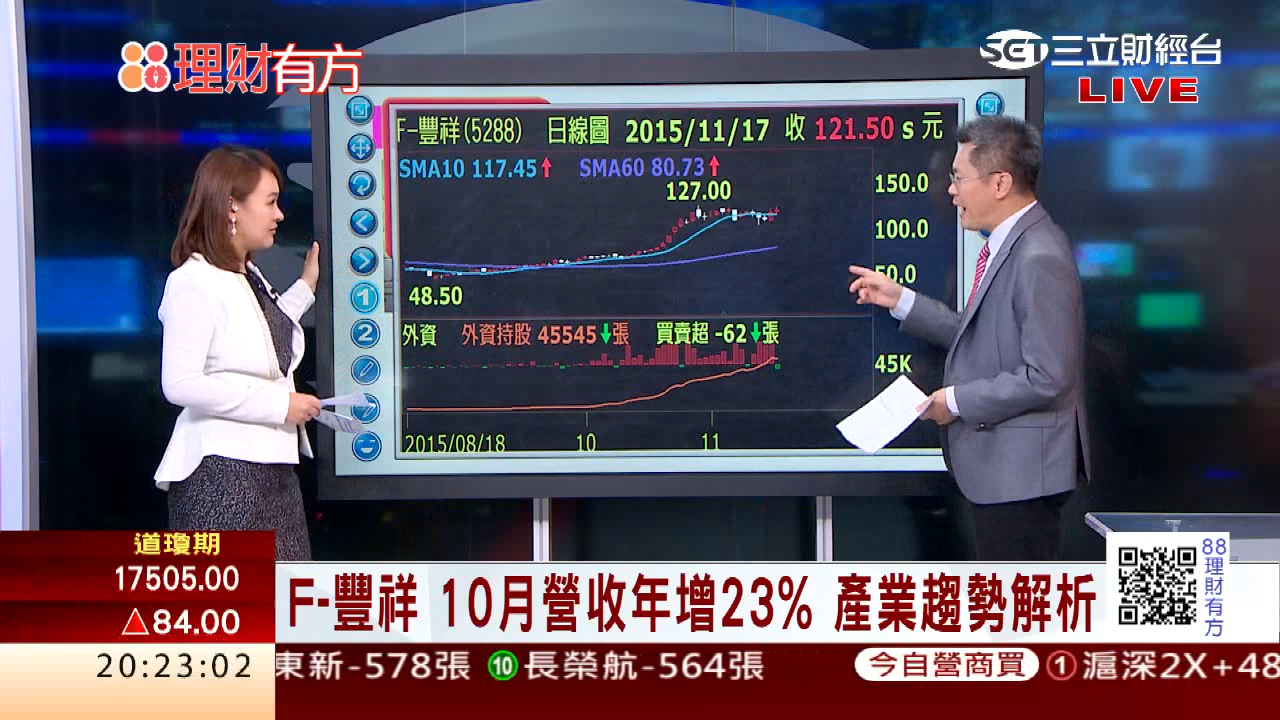 88理財有方
SET三立財經台
LIVE
F-豐祥(5288) 日線圖 2015/11/17 收 121.50 s 元
SMA10 117.45↑ SMA60 80.73↑
127.00
150.0
100.0
50.0
48.50
外資 外資持股 45545↓張 買賣超 -62↓張
45K
2015/08/18 10 11
1
2
道瓊期
17505.00
△84.00
F-豐祥 10月營收年增23% 產業趨勢解析
88理財有方
20:23:02
東新-578張 ⑩長榮航-564張 今自營商買 ①滬深2X+48